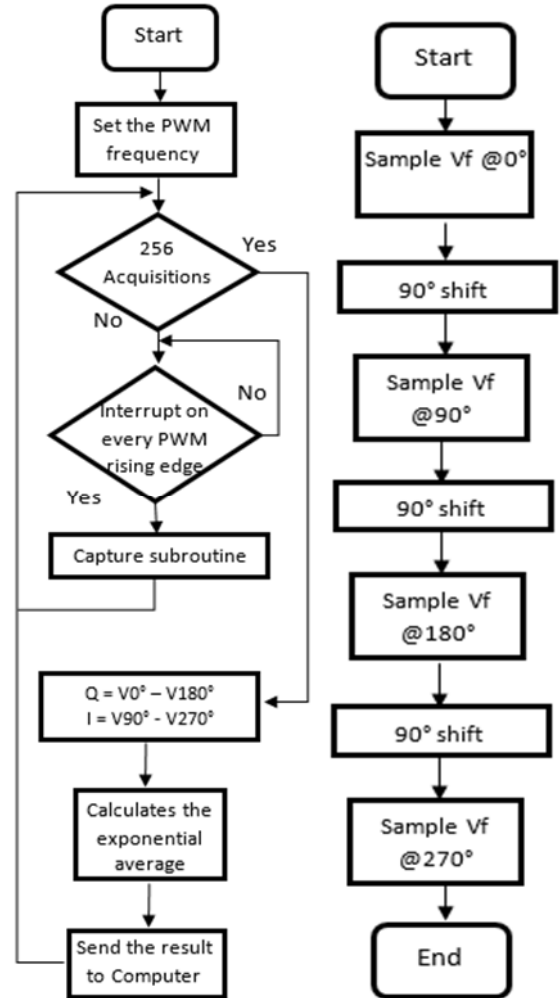 Start
Set the PWM
frequency
256
Acquisitions
Yes
No
Interrupt on
every PWM
rising edge
No
Yes
Capture subroutine
Q = V0° – V180°
I = V90° - V270°
Calculates the
exponential
average
Send the result
to Computer
Start
Sample Vf @0°
90° shift
Sample Vf
@90°
90° shift
Sample Vf
@180°
90° shift
Sample Vf
@270°
End